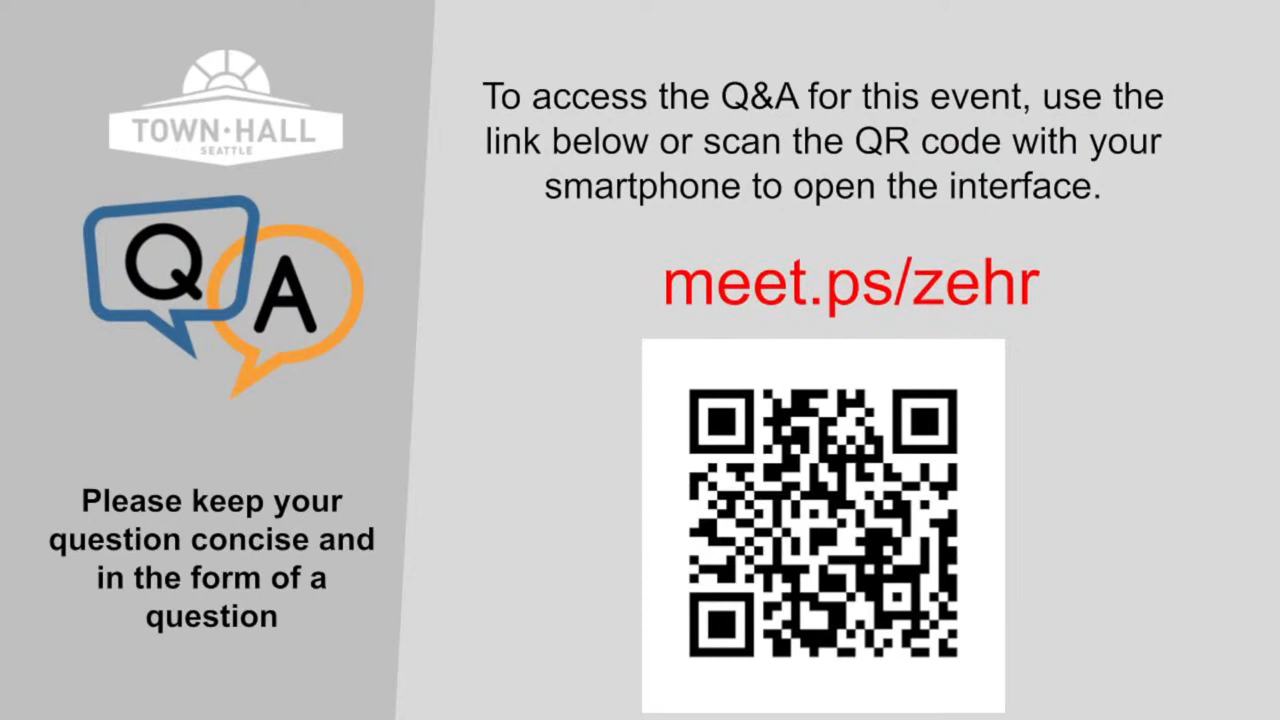 TOWN·HALL
SEATTLE
Q
A
Please keep your
question concise and
in the form of a
question
To access the Q&A for this event, use the
link below or scan the QR code with your
smartphone to open the interface.
meet.ps/zehr